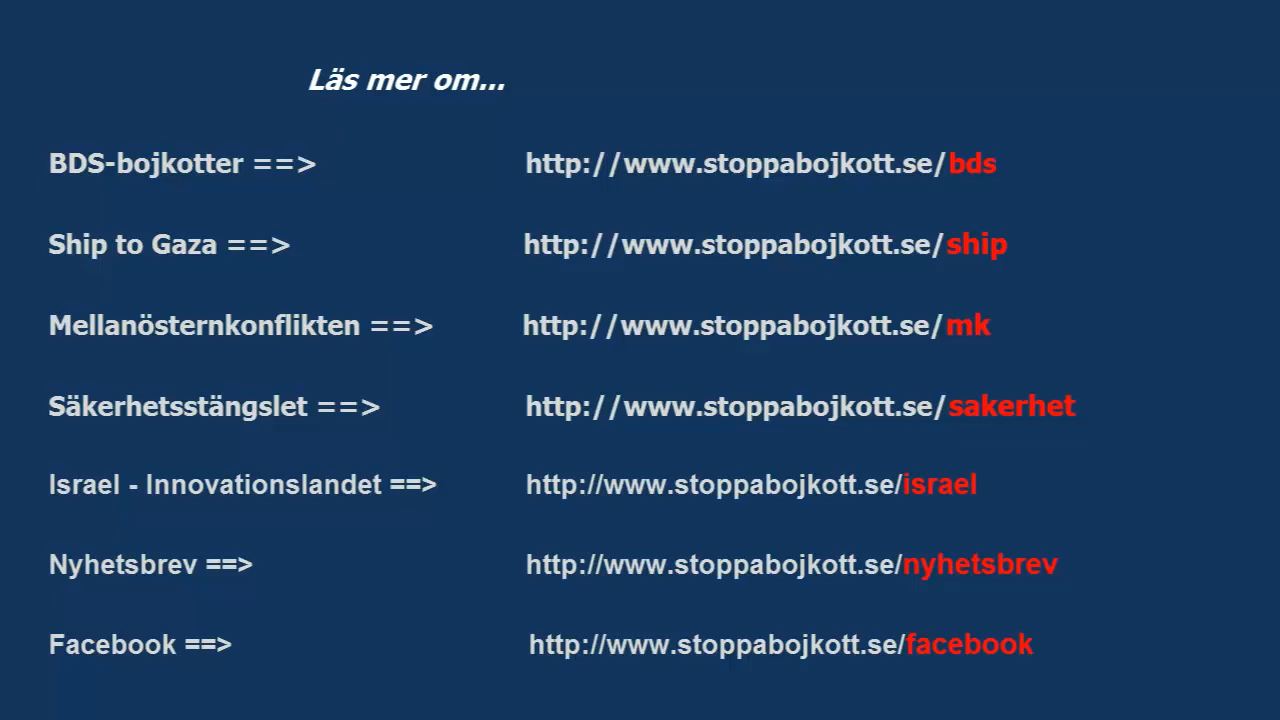 Läs mer om...
BDS-bojkotter ==> http://www.stoppabojkott.se/bds
Ship to Gaza ==> http://www.stoppabojkott.se/ship
Mellanösternkonflikten ==> http://www.stoppabojkott.se/mk
Säkerhetsstängslet ==> http://www.stoppabojkott.se/sakerhet
Israel - Innovationslandet ==> http://www.stoppabojkott.se/israel
Nyhetsbrev ==> http://www.stoppabojkott.se/nyhetsbrev
Facebook ==> http://www.stoppabojkott.se/facebook